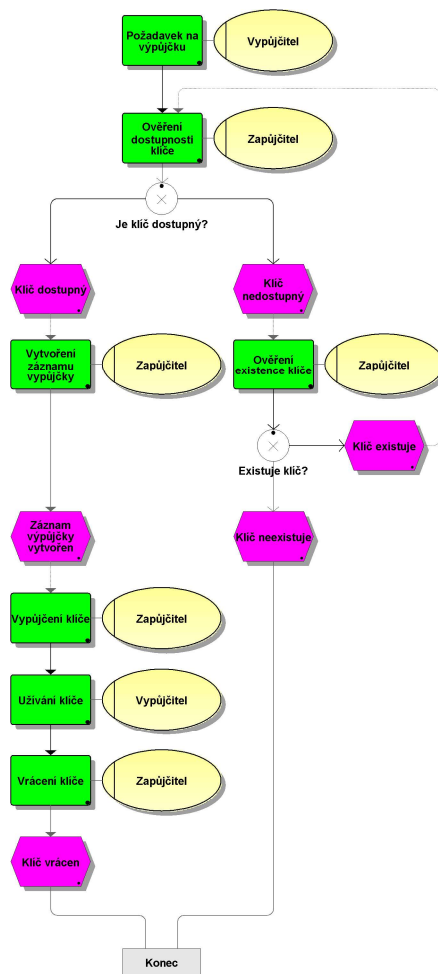 Požadavek na
výpůjčku
Vypůjčitel
Ověření
dostupnosti
klíče
Zapůjčitel
Je klíč dostupný?
Klíč dostupný
Klíč
nedostupný
Vytvoření
záznamu
vypůjčky
Zapůjčitel
Ověření
existence klíče
Zapůjčitel
Klíč existuje
Existuje klíč?
Záznam
výpůjčky
vytvořen
Klíč neexistuje
Vypůjčení klíče
Zapůjčitel
Užívání klíče
Vypůjčitel
Vrácení klíče
Zapůjčitel
Klíč vrácen
Konec